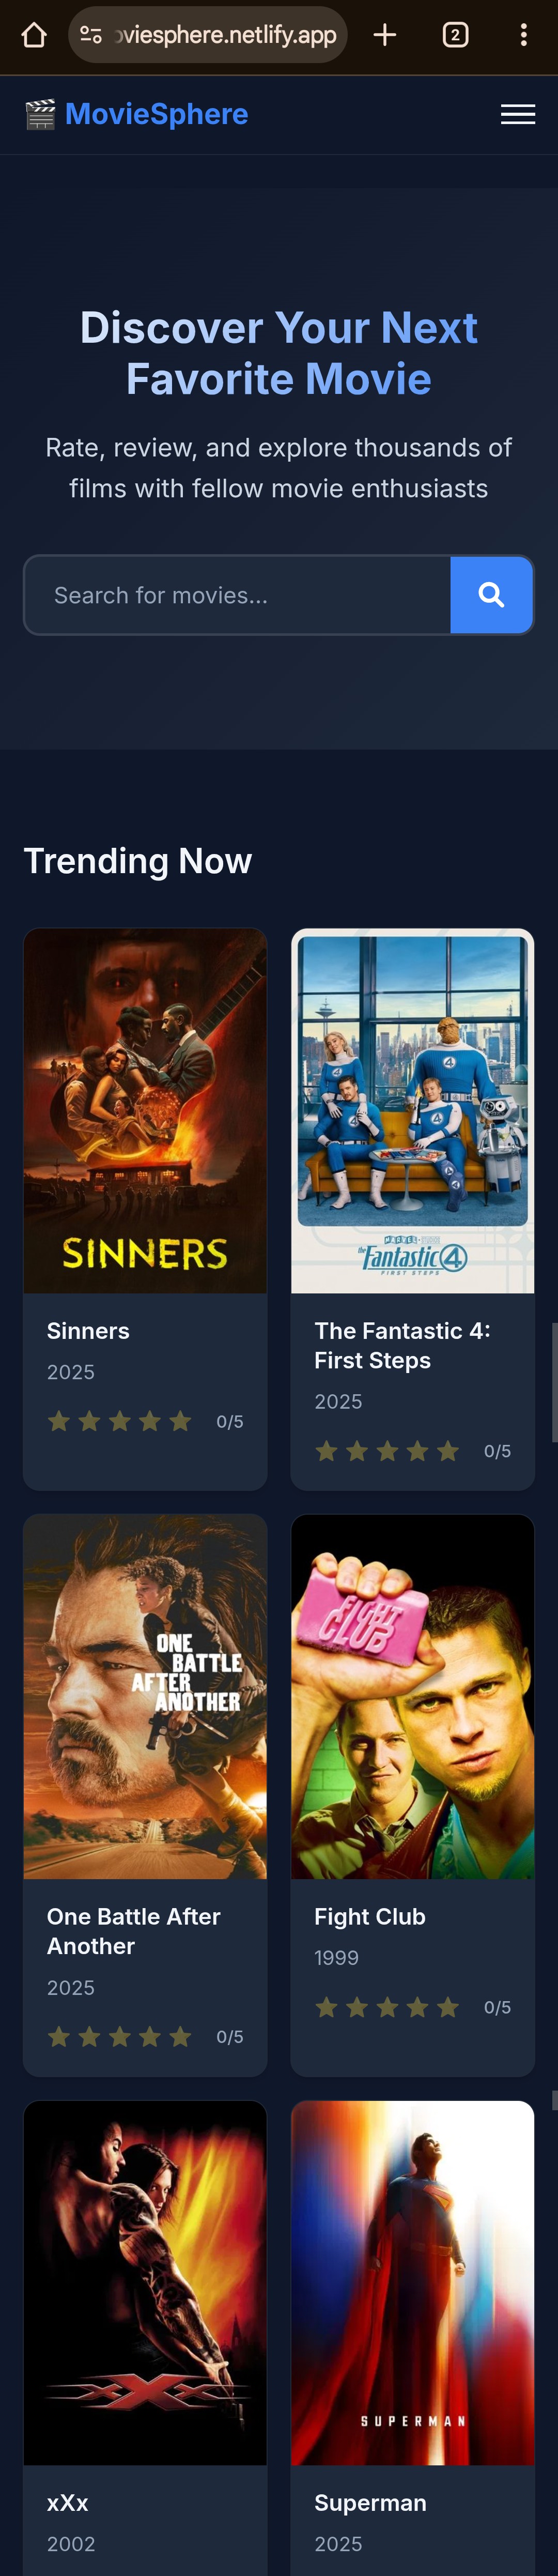 oviesphere.netlify.app
2
MovieSphere
Discover Your Next
Favorite Movie
Rate, review, and explore thousands of
films with fellow movie enthusiasts
Search for movies...
Trending Now
SINNERS
MARVEL STUDIOS
the Fantastic 4
FIRST STEPS
Sinners
2025
0/5
The Fantastic 4:
First Steps
2025
0/5
ONE
BATTLE
AFTER
ANOTHER
FIGHT
CLUB
One Battle After
Another
2025
0/5
Fight Club
1999
0/5
xXx
SUPERMAN
xXx
2002
Superman
2025